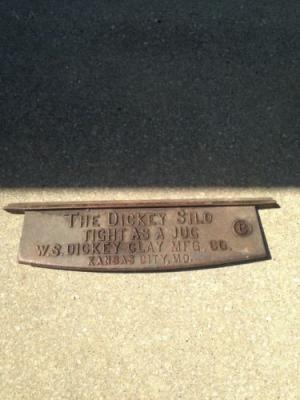 THE DICKEY SILO
TIGHT AS A JUG
W.S. DICKEY CLAY MFG. CO.
KANSAS CITY, MO.